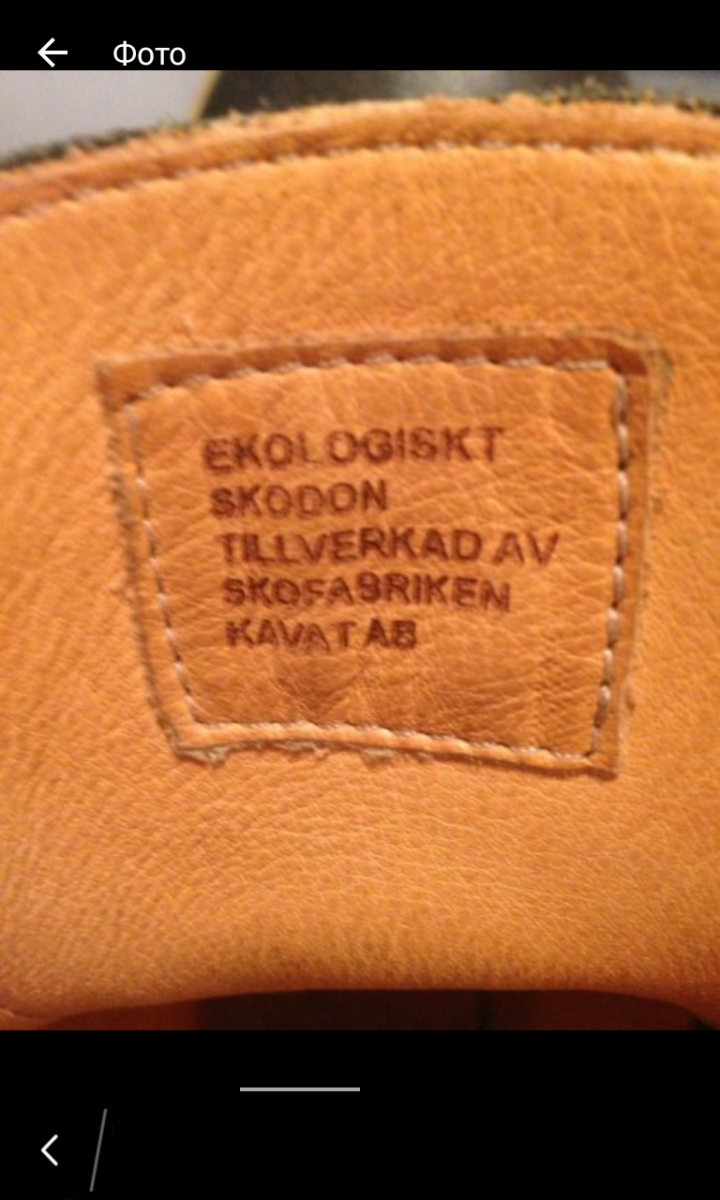 Фото
EKOLOGISKT
SKODON
TILLVERKAD AV
SKOFABRIKEN
KAVAT AB